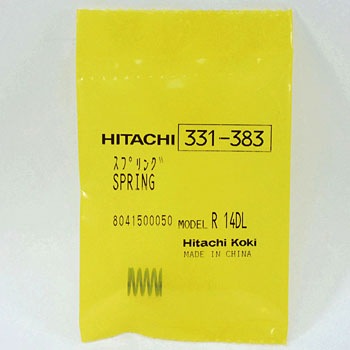 HITACHI 331-383
ｽﾌﾟﾘﾝｸﾞ
SPRING
8041500050 MODEL R 14DL
Hitachi Koki
MADE IN CHINA